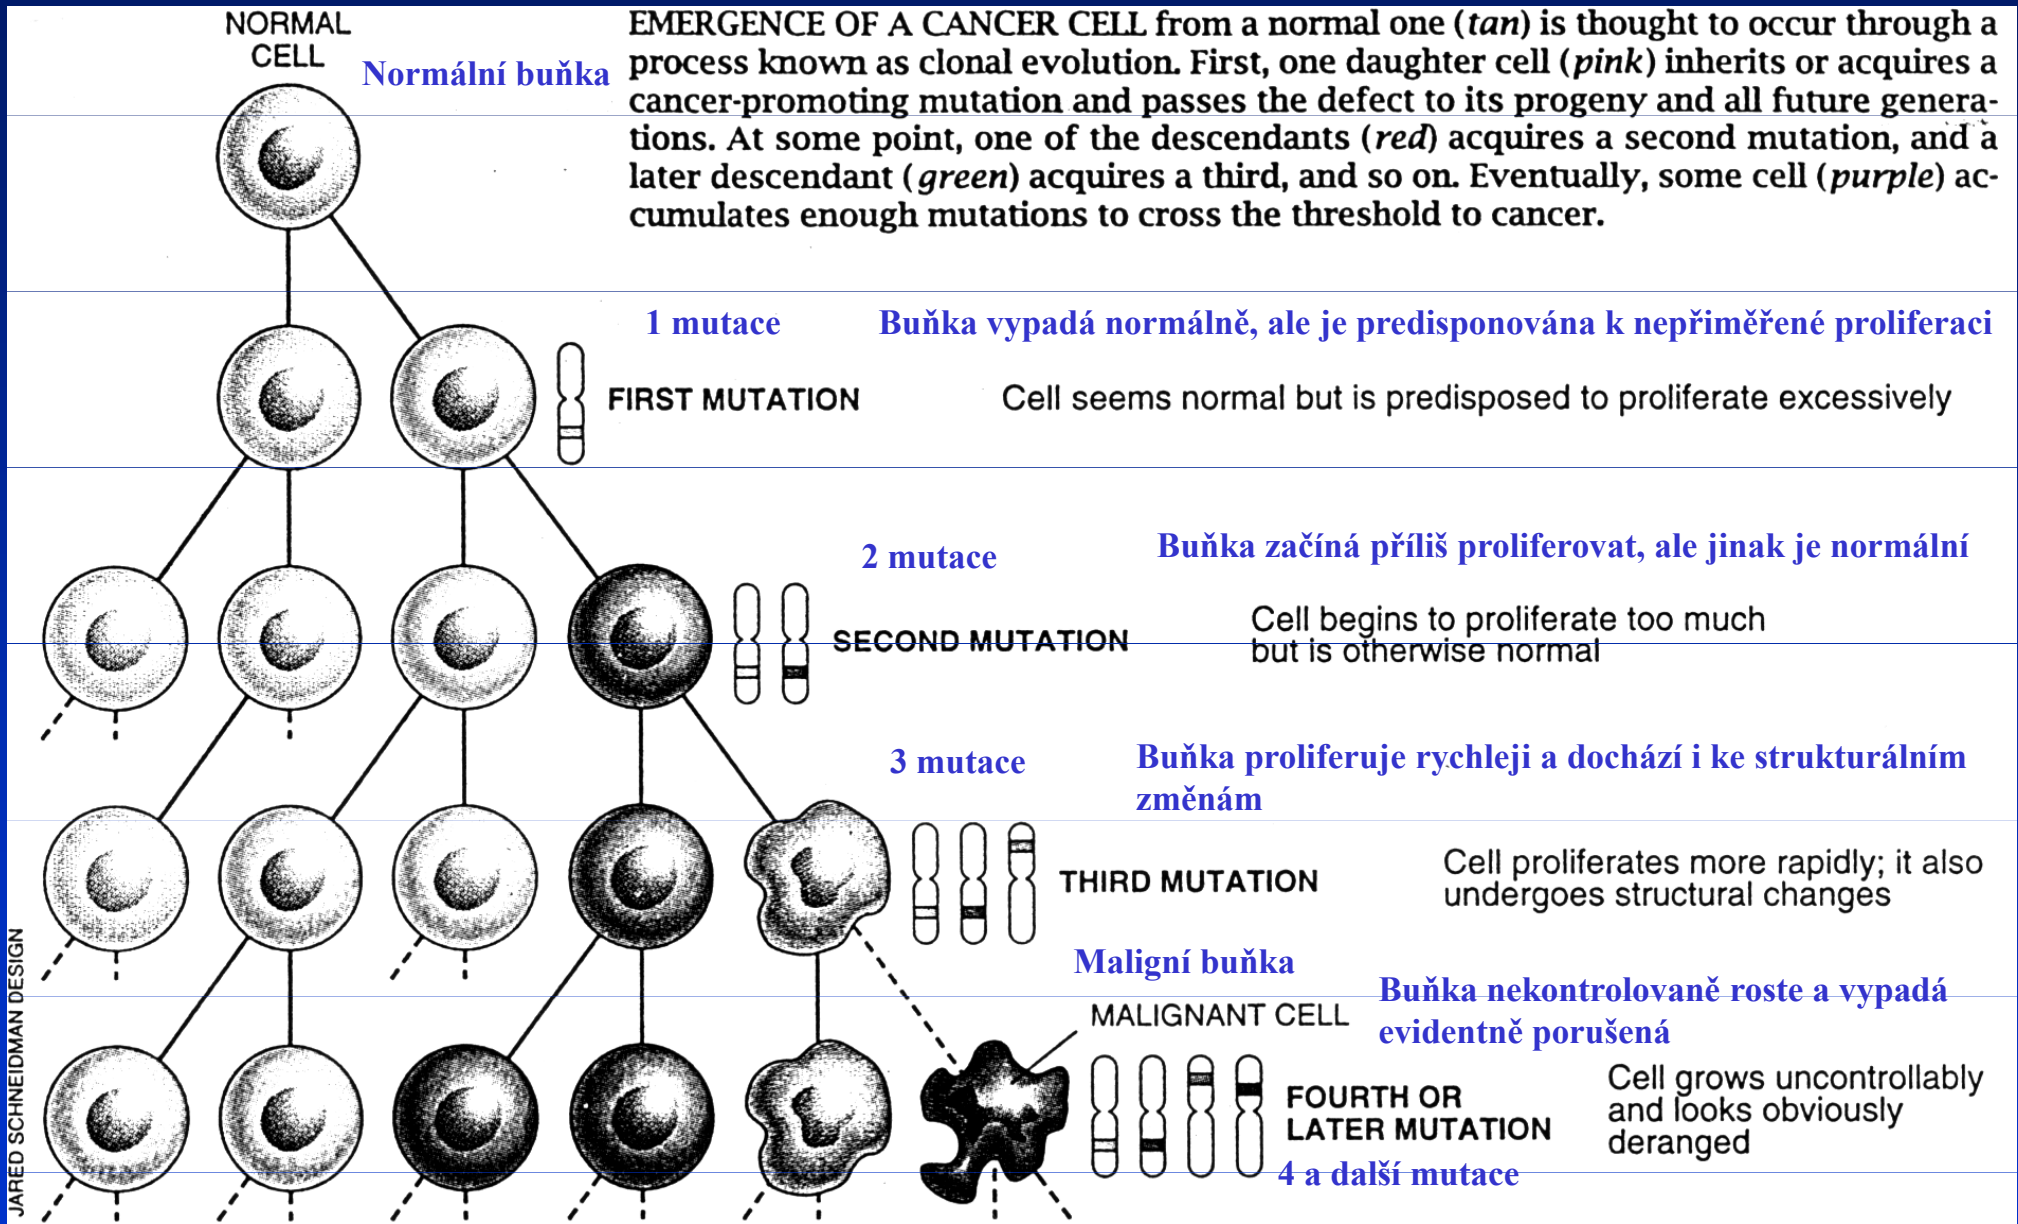 NORMAL
CELL
Normální buňka
EMERGENCE OF A CANCER CELL from a normal one (tan) is thought to occur through a
process known as clonal evolution. First, one daughter cell (pink) inherits or acquires a
cancer-promoting mutation and passes the defect to its progeny and all future genera-
tions. At some point, one of the descendants (red) acquires a second mutation, and a
later descendant (green) acquires a third, and so on. Eventually, some cell (purple) ac-
cumulates enough mutations to cross the threshold to cancer.
1 mutace
Buňka vypadá normálně, ale je predisponována k nepřiměřené proliferaci
FIRST MUTATION
Cell seems normal but is predisposed to proliferate excessively
2 mutace
Buňka začíná příliš proliferovat, ale jinak je normální
SECOND MUTATION
Cell begins to proliferate too much
but is otherwise normal
3 mutace
Buňka proliferuje rychleji a dochází i ke strukturálním
změnám
THIRD MUTATION
Cell proliferates more rapidly; it also
undergoes structural changes
Maligní buňka
MALIGNANT CELL
Buňka nekontrolovaně roste a vypadá
evidentně porušená
FOURTH OR
LATER MUTATION
Cell grows uncontrollably
and looks obviously
deranged
4 a další mutace
JARED SCHNEIDMAN DESIGN